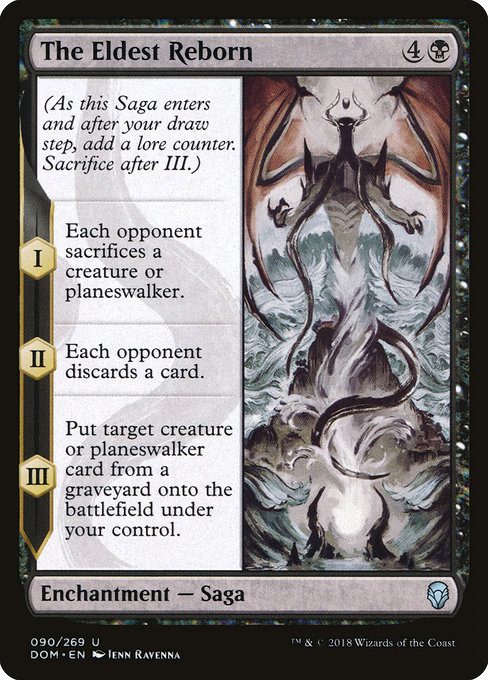 The Eldest Reborn 4
(As this Saga enters
and after your draw
step, add a lore counter.
Sacrifice after III.)
I
Each opponent
sacrifices a
creature or
planeswalker.
II
Each opponent
discards a card.
III
Put target creature
or planeswalker
card from a
graveyard onto the
battlefield under
your control.
Enchantment — Saga
090/269 U
DOM • EN Jenn Ravenna
™ & © 2018 Wizards of the Coast